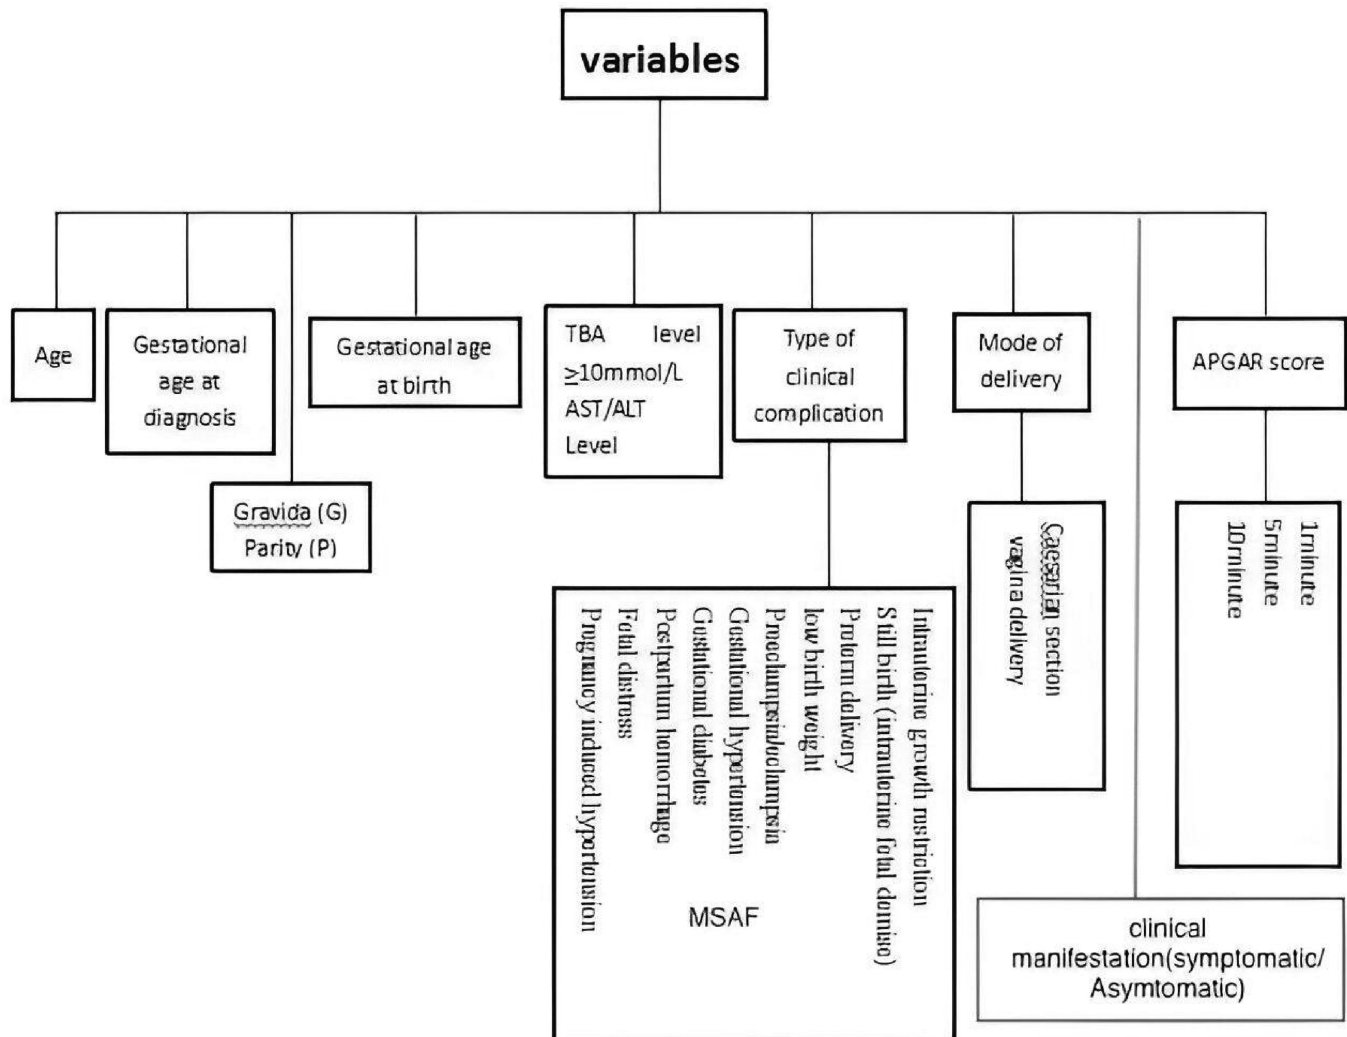 variables
Age
Gestational
age at
diagnosis
Gravida (G)
Parity (P)
Gestational age
at birth
TBA level
≥10mmol/L
AST/ALT
Level
Type of
clinical
complication
Intrauterine growth restriction
Still birth (intrauterine fetal demise)
Preterm delivery
low birth weight
Preeclampsia/eclampsia
Gestational hypertension
Gestational diabetes
Postpartum hemorrhage
Fetal distress
Pregnancy induced hypertension
MSAF
Mode of
delivery
Caesarian section
vagina delivery
clinical
manifestation(symptomatic/
Asymtomatic)
APGAR score
1minute
5minute
10minute